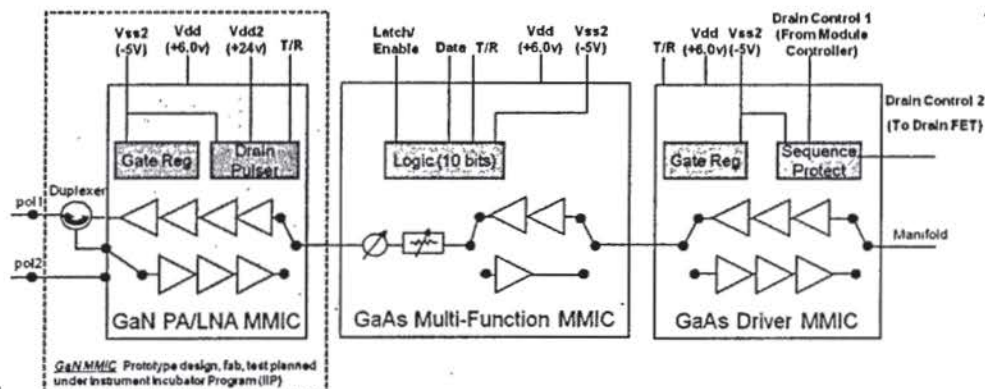 Vss2
(-5V)
Vdd
(+6.0v)
Vdd2
(+24v)
T/R
Latch/
Enable
Date
T/R
Vdd
(+6.0v)
Vss2
(-5V)
T/R
Vdd
(+6.0v)
Vss2
(-5V)
Drain Control 1
(From Module
Controller)
Drain Control 2
(To Drain FET)
Gate Reg
Drain
Pulser
Logic (10 bits)
Gate Reg
Sequence
Protect
Duplexer
pol1
pol2
Manifold
GaN PA/LNA MMIC
GaAs Multi-Function MMIC
GaAs Driver MMIC
GaN MMIC Prototype design, fab, test planned
under Instrument Incubator Program (IIP)